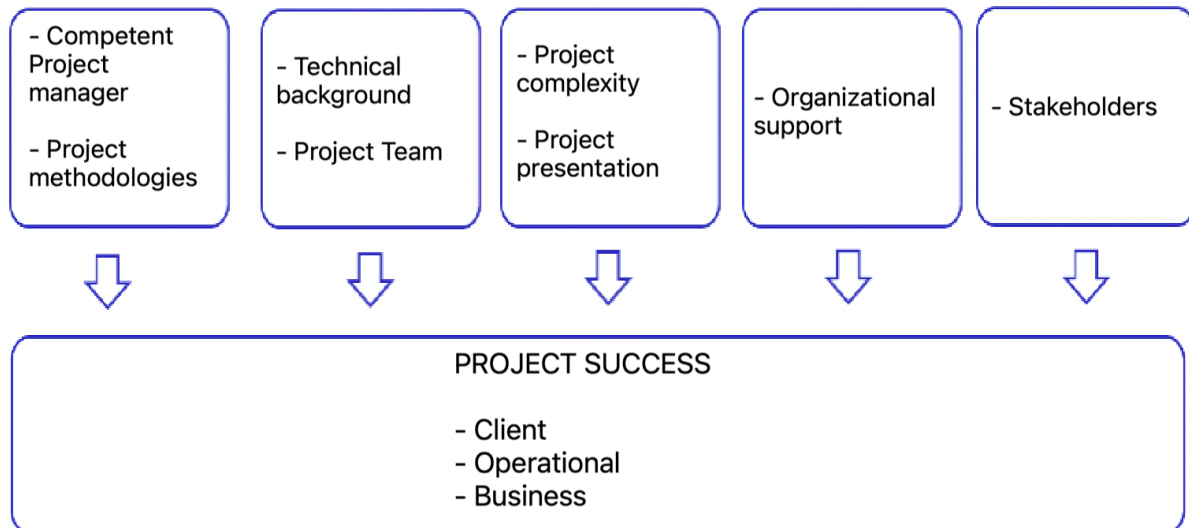 - Competent
Project
manager
- Project
methodologies
- Technical
background
- Project Team
- Project
complexity
- Project
presentation
- Organizational
support
- Stakeholders
PROJECT SUCCESS
- Client
- Operational
- Business